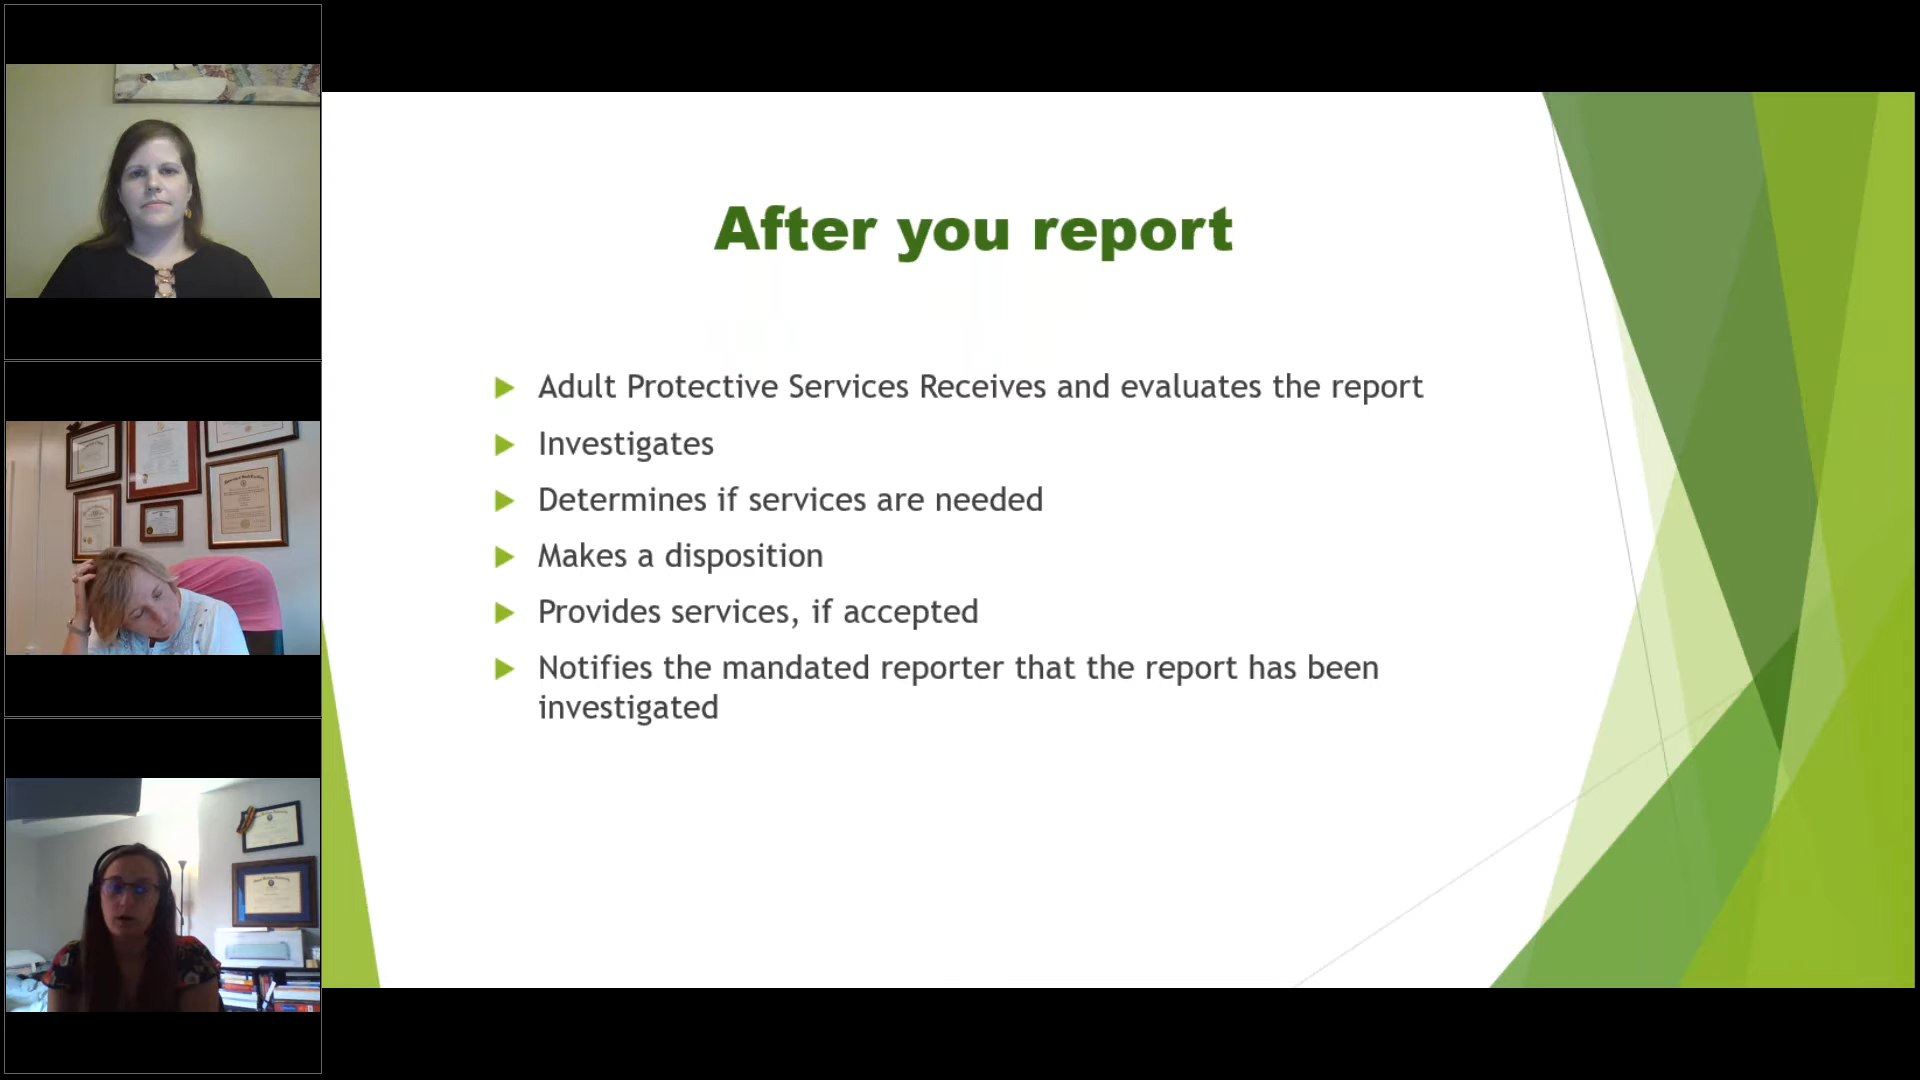 After you report
Adult Protective Services Receives and evaluates the report
Investigates
Determines if services are needed
Makes a disposition
Provides services, if accepted
Notifies the mandated reporter that the report has been
investigated